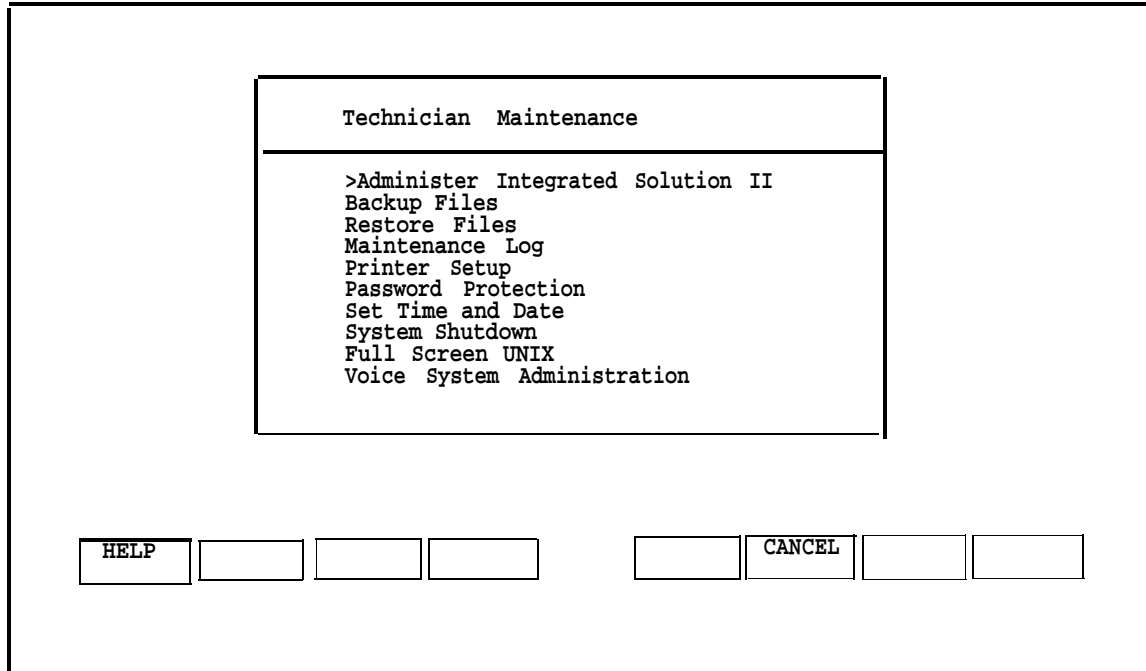 Technician Maintenance
>Administer Integrated Solution II
Backup Files
Restore Files
Maintenance Log
Printer Setup
Password Protection
Set Time and Date
System Shutdown
Full Screen UNIX
Voice System Administration
HELP CANCEL